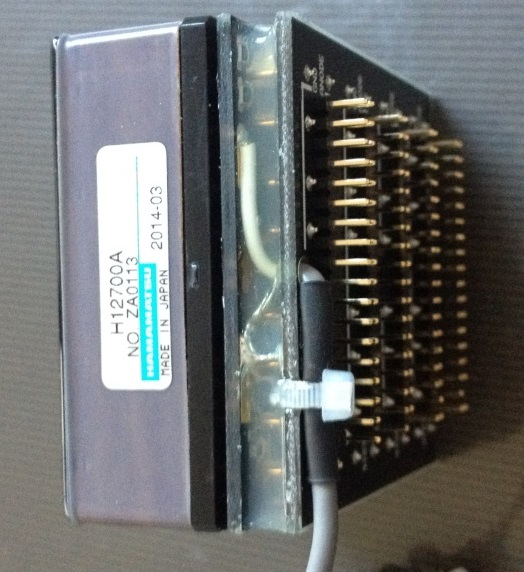 H12700A
NO. ZA0113
HAMAMATSU
MADE IN JAPAN 2014-03